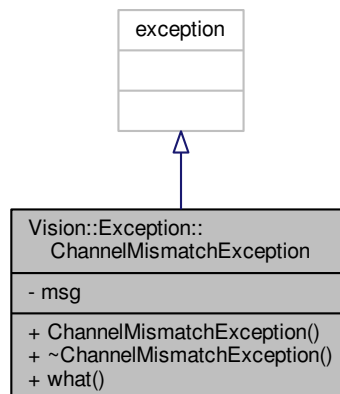 exception
Vision::Exception::
ChannelMismatchException
- msg
+ ChannelMismatchException()
+ ~ChannelMismatchException()
+ what()